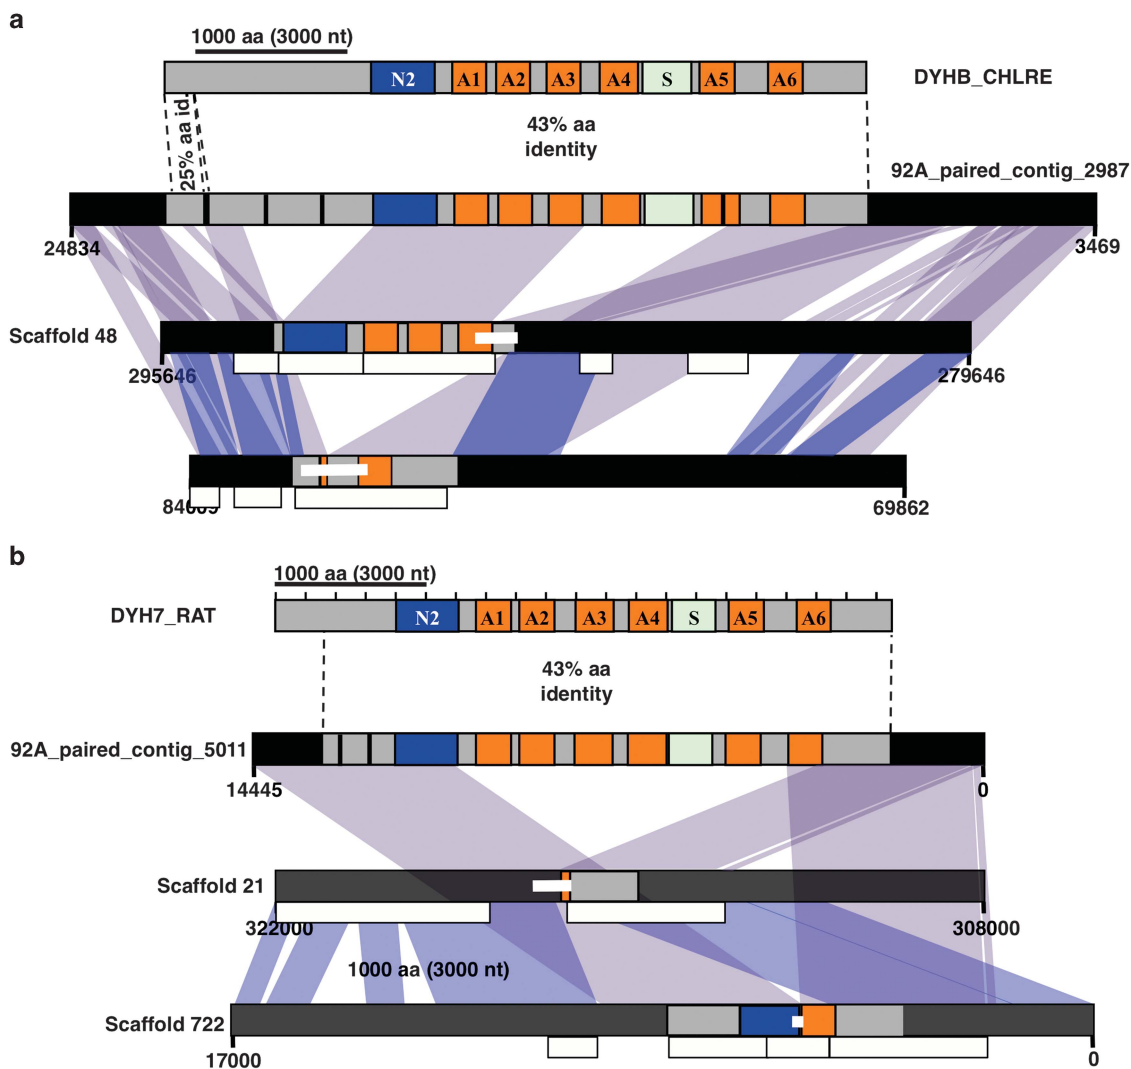 a
1000 aa (3000 nt)
N2 A1 A2 A3 A4 S A5 A6
DYHB_CHLRE
25% aa id.
43% aa
identity
92A_paired_contig_2987
24834
3469
Scaffold 48
295646
279646
69862
b
1000 aa (3000 nt)
DYH7_RAT
N2 A1 A2 A3 A4 S A5 A6
43% aa
identity
92A_paired_contig_5011
14445
0
Scaffold 21
322000
308000
1000 aa (3000 nt)
Scaffold 722
17000
0